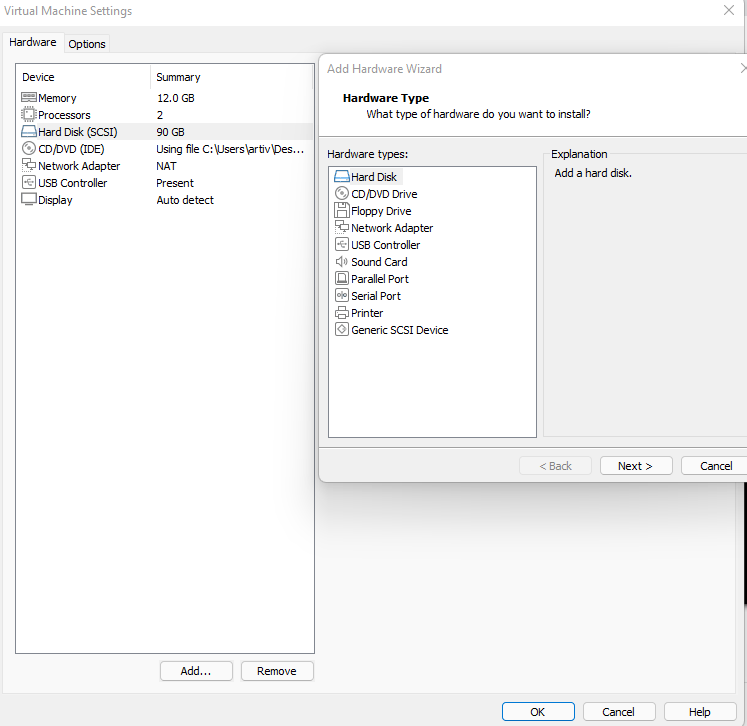 Virtual Machine Settings
Hardware Options
Device Summary
Memory 12.0 GB
Processors 2
Hard Disk (SCSI) 90 GB
CD/DVD (IDE) Using file C:\Users\artiv\Des...
Network Adapter NAT
USB Controller Present
Display Auto detect
Add... Remove
OK Cancel Help
Add Hardware Wizard
Hardware Type
What type of hardware do you want to install?
Hardware types:
Hard Disk
CD/DVD Drive
Floppy Drive
Network Adapter
USB Controller
Sound Card
Parallel Port
Serial Port
Printer
Generic SCSI Device
Explanation
Add a hard disk.
< Back Next > Cancel